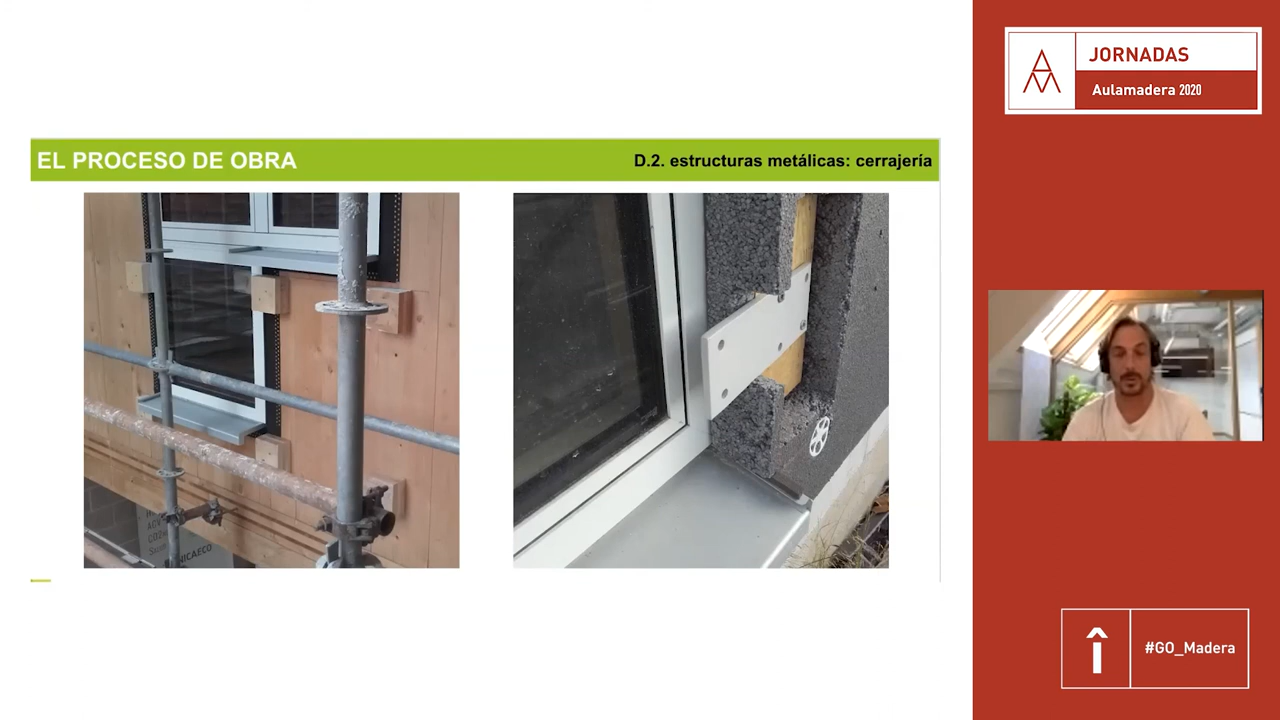 JORNADAS
Aulamadera 2020
EL PROCESO DE OBRA
D.2. estructuras metálicas: cerrajería
#GO_Madera